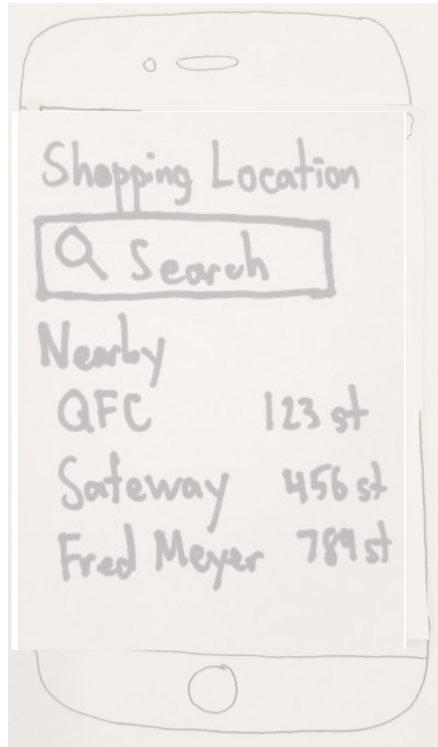 Shopping Location
Search
Nearby
QFC 123 st
Safeway 456 st
Fred Meyer 789 st